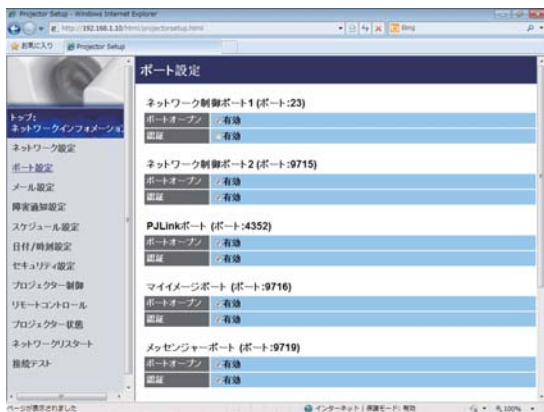 Projector Setup - Windows Internet Explorer
http://192.168.1.10/html/projectorsetup.html
Bing
お気に入り
Projector Setup
トップ:
ネットワークインフォメーション
ネットワーク設定
ポート設定
メール設定
障害通知設定
スケジュール設定
日付/時刻設定
セキュリティ設定
プロジェクター制御
リモートコントロール
プロジェクター状態
ネットワークリスタート
接続テスト
ポート設定
ネットワーク制御ポート1 (ポート:23)
ポートオープン 有効
認証 有効
ネットワーク制御ポート2 (ポート:9715)
ポートオープン 有効
認証 有効
PJLinkポート (ポート:4352)
ポートオープン 有効
認証 有効
マイイメージポート (ポート:9716)
ポートオープン 有効
認証 有効
メッセンジャーポート (ポート:9719)
ポートオープン 有効
認証 有効
ページが表示されました
インターネット | 保護モード: 有効
100%